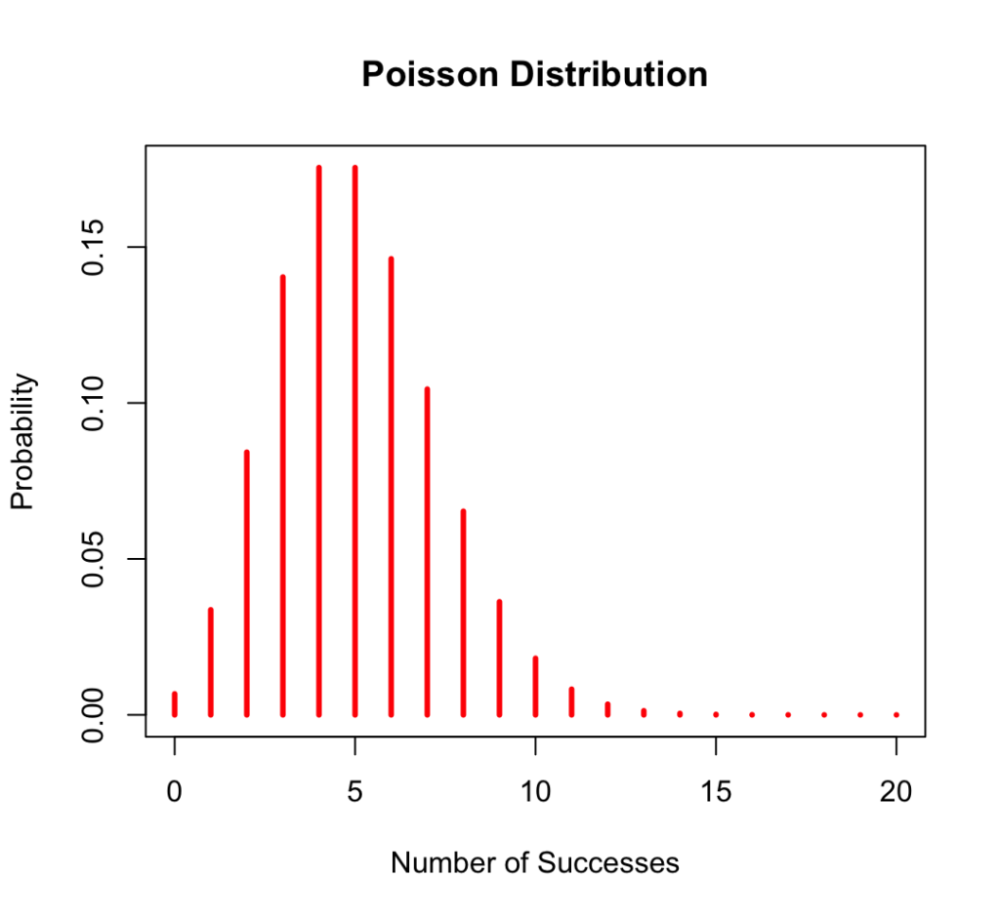 Poisson Distribution
0.15
0.10
0.05
0.00
Probability
0 5 10 15 20
Number of Successes